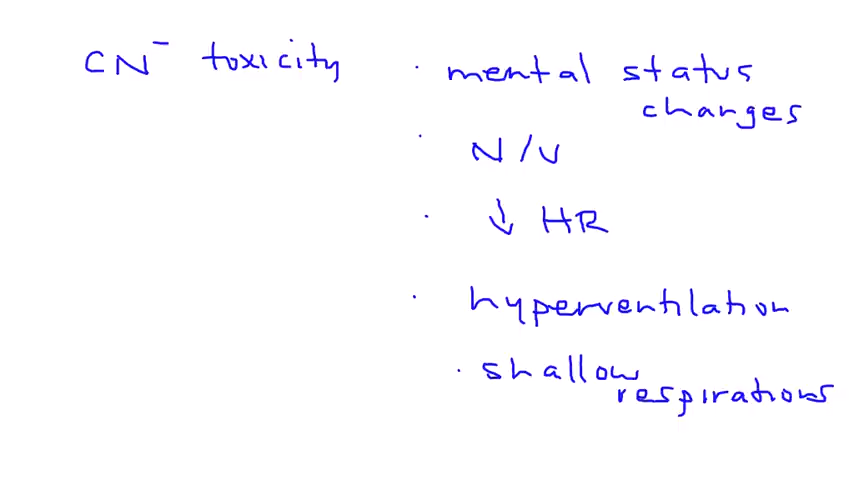 CN⁻ toxicity
· mental status
changes
· N/V
· ↓ HR
· hyperventilation
· shallow
respirations